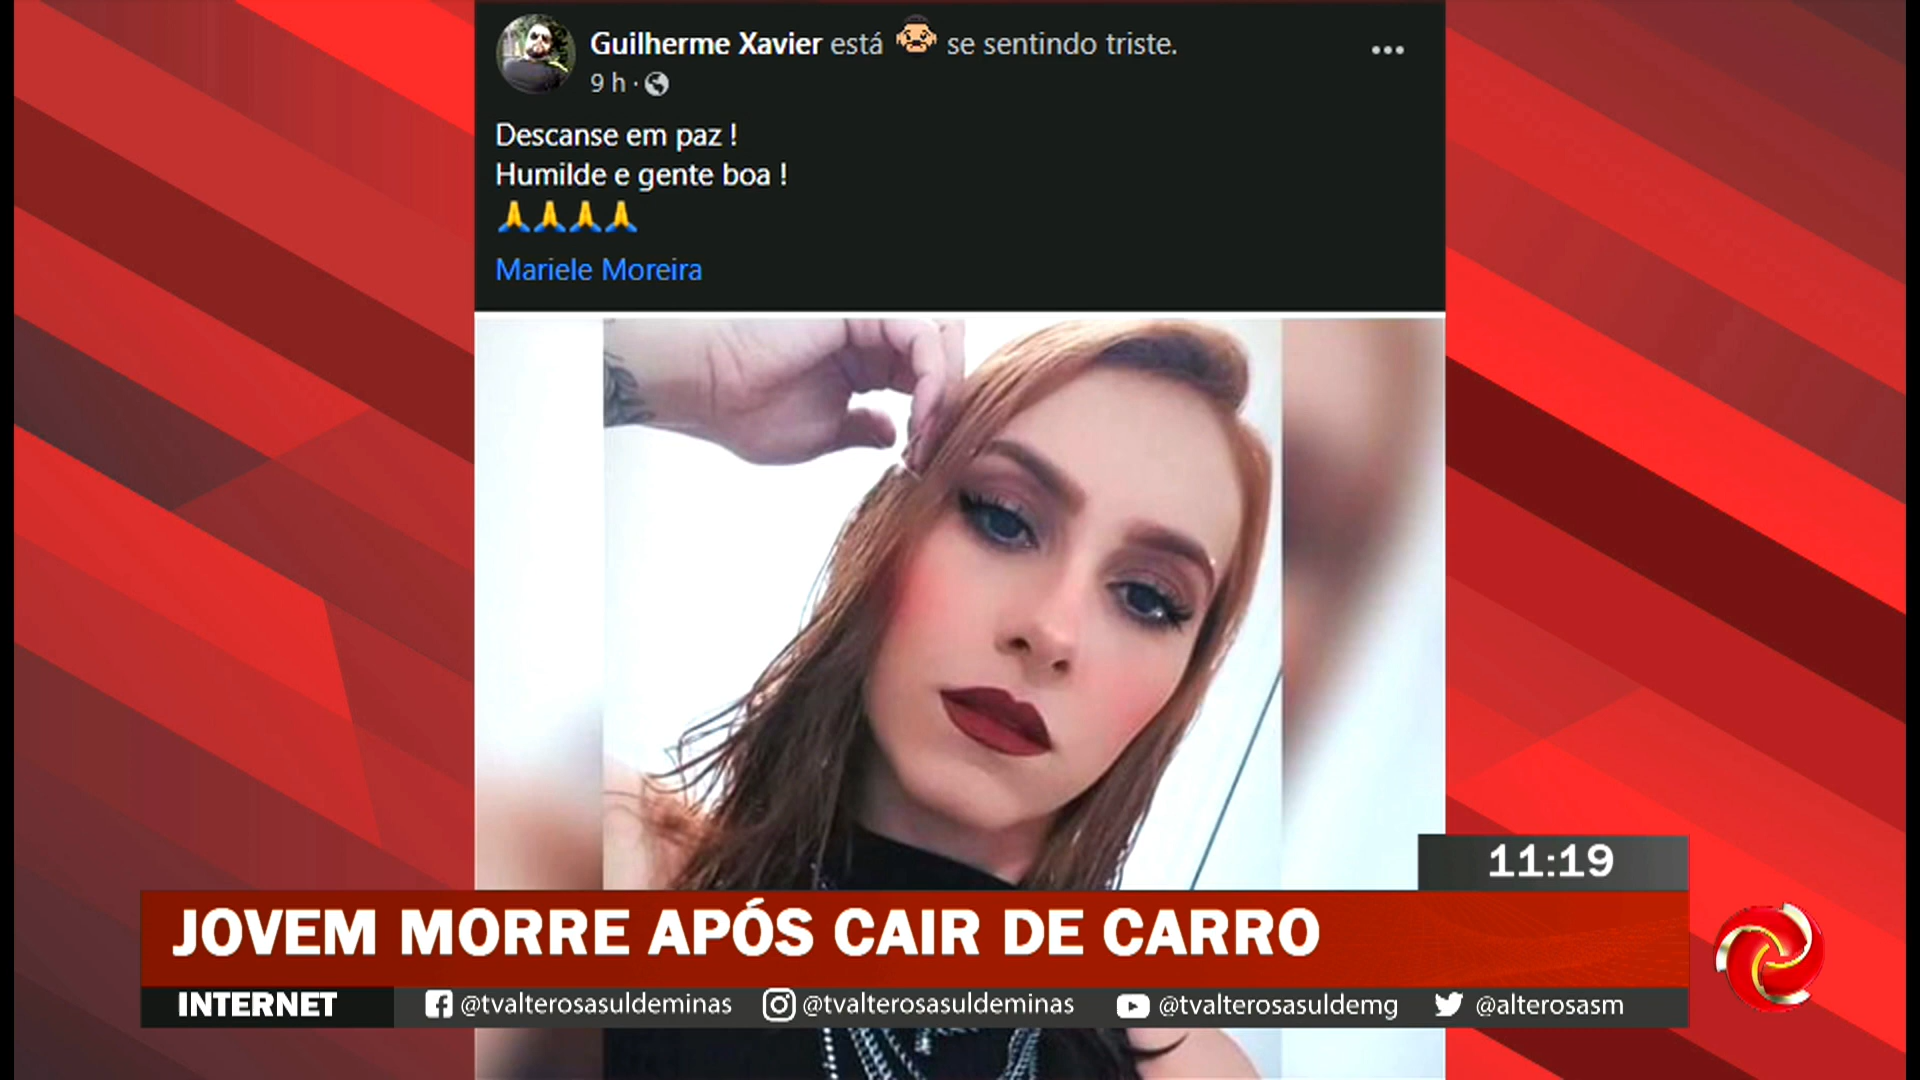 Guilherme Xavier está se sentindo triste.
9 h ·
Descanse em paz !
Humilde e gente boa !
Mariele Moreira
11:19
JOVEM MORRE APÓS CAIR DE CARRO
INTERNET @tvalterosasuldeminas @tvalterosasuldeminas @tvalterosasuldemg @alterosasm